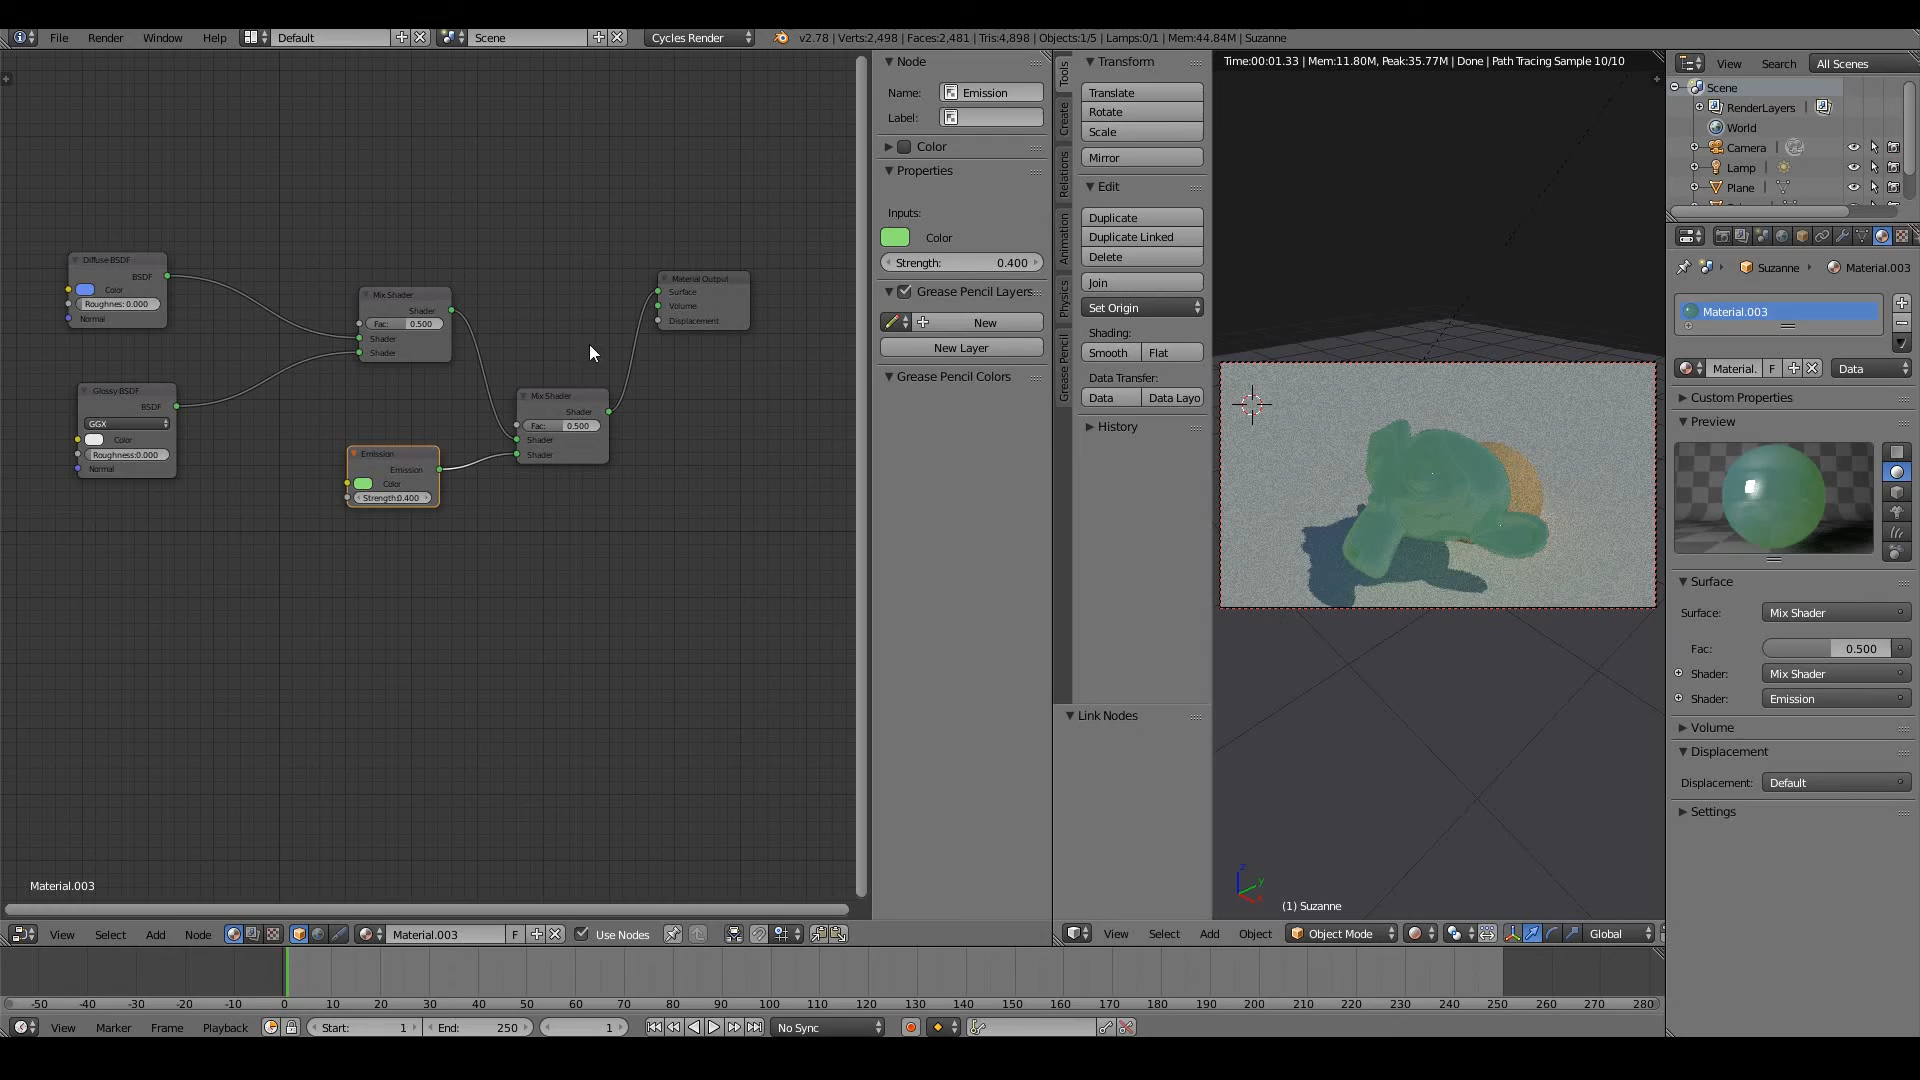 File Render Window Help Default Scene Cycles Render v2.78 | Verts:2,498 | Faces:2,481 | Tris:4,898 | Objects:1/5 | Lamps:0/1 | Mem:44.84M | Suzanne
Diffuse BSDF
BSDF
Color
Roughnes: 0.000
Normal
Glossy BSDF
BSDF
GGX
Color
Roughness:0.000
Normal
Mix Shader
Shader
Fac: 0.500
Shader
Shader
Emission
Emission
Color
Strength:0.400
Mix Shader
Shader
Fac: 0.500
Shader
Shader
Material Output
Surface
Volume
Displacement
Material.003
View Select Add Node Material.003 F Use Nodes
Node
Name: Emission
Label:
Color
Properties
Inputs:
Color
Strength: 0.400
Grease Pencil Layers
New
New Layer
Grease Pencil Colors
Tools
Create
Relations
Animation
Physics
Grease Pencil
Transform
Translate
Rotate
Scale
Mirror
Edit
Duplicate
Duplicate Linked
Delete
Join
Set Origin
Shading:
Smooth Flat
Data Transfer:
Data Data Layo
History
Link Nodes
Time:00:01.33 | Mem:11.80M, Peak:35.77M | Done | Path Tracing Sample 10/10
z
y
x
(1) Suzanne
View Select Add Object Object Mode Global
View Search All Scenes
Scene
RenderLayers
World
Camera
Lamp
Plane
Suzanne Material.003
Material.003
Material. F Data
Custom Properties
Preview
Surface
Surface: Mix Shader
Fac: 0.500
Shader: Mix Shader
Shader: Emission
Volume
Displacement
Displacement: Default
Settings
-50 -40 -30 -20 -10 0 10 20 30 40 50 60 70 80 90 100 110 120 130 140 150 160 170 180 190 200 210 220 230 240 250 260 270 280
View Marker Frame Playback Start: 1 End: 250 1 No Sync